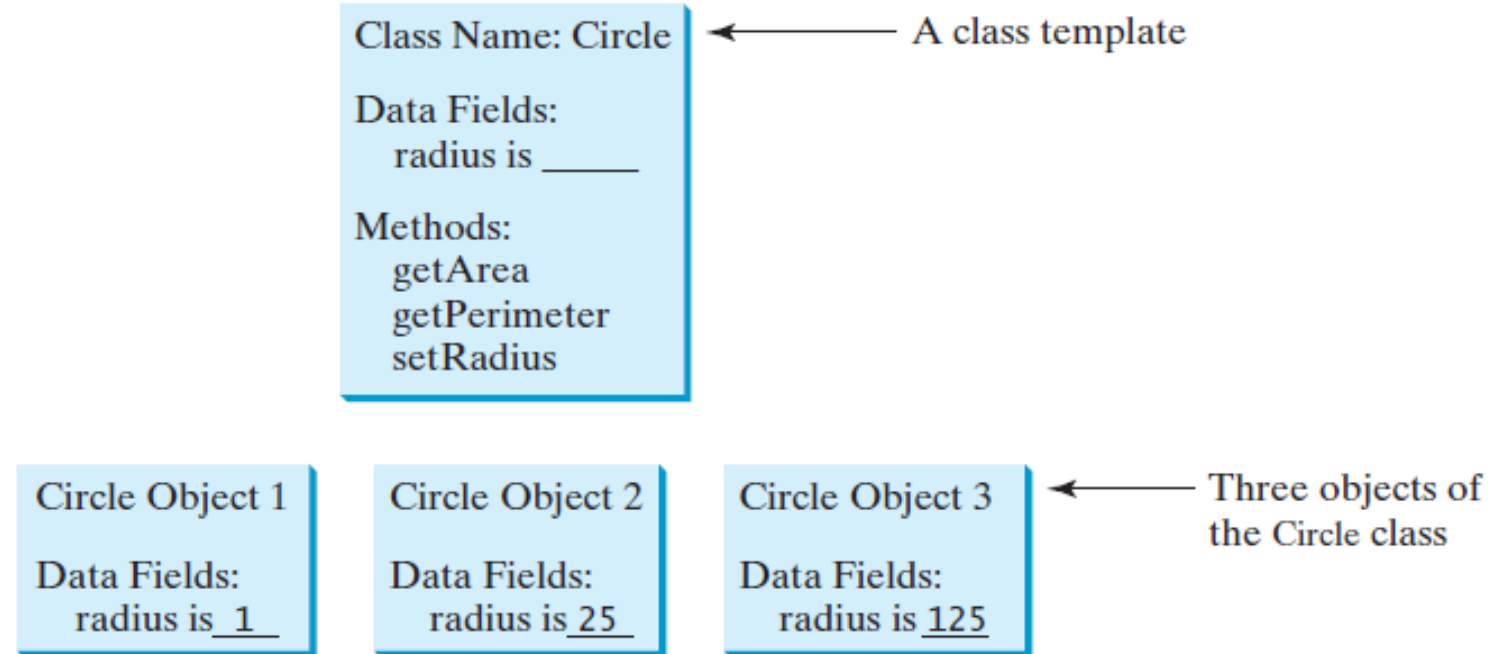 Class Name: Circle
A class template
Data Fields:
radius is _____
Methods:
getArea
getPerimeter
setRadius
Circle Object 1
Data Fields:
radius is 1
Circle Object 2
Data Fields:
radius is 25
Circle Object 3
Data Fields:
radius is 125
Three objects of
the Circle class